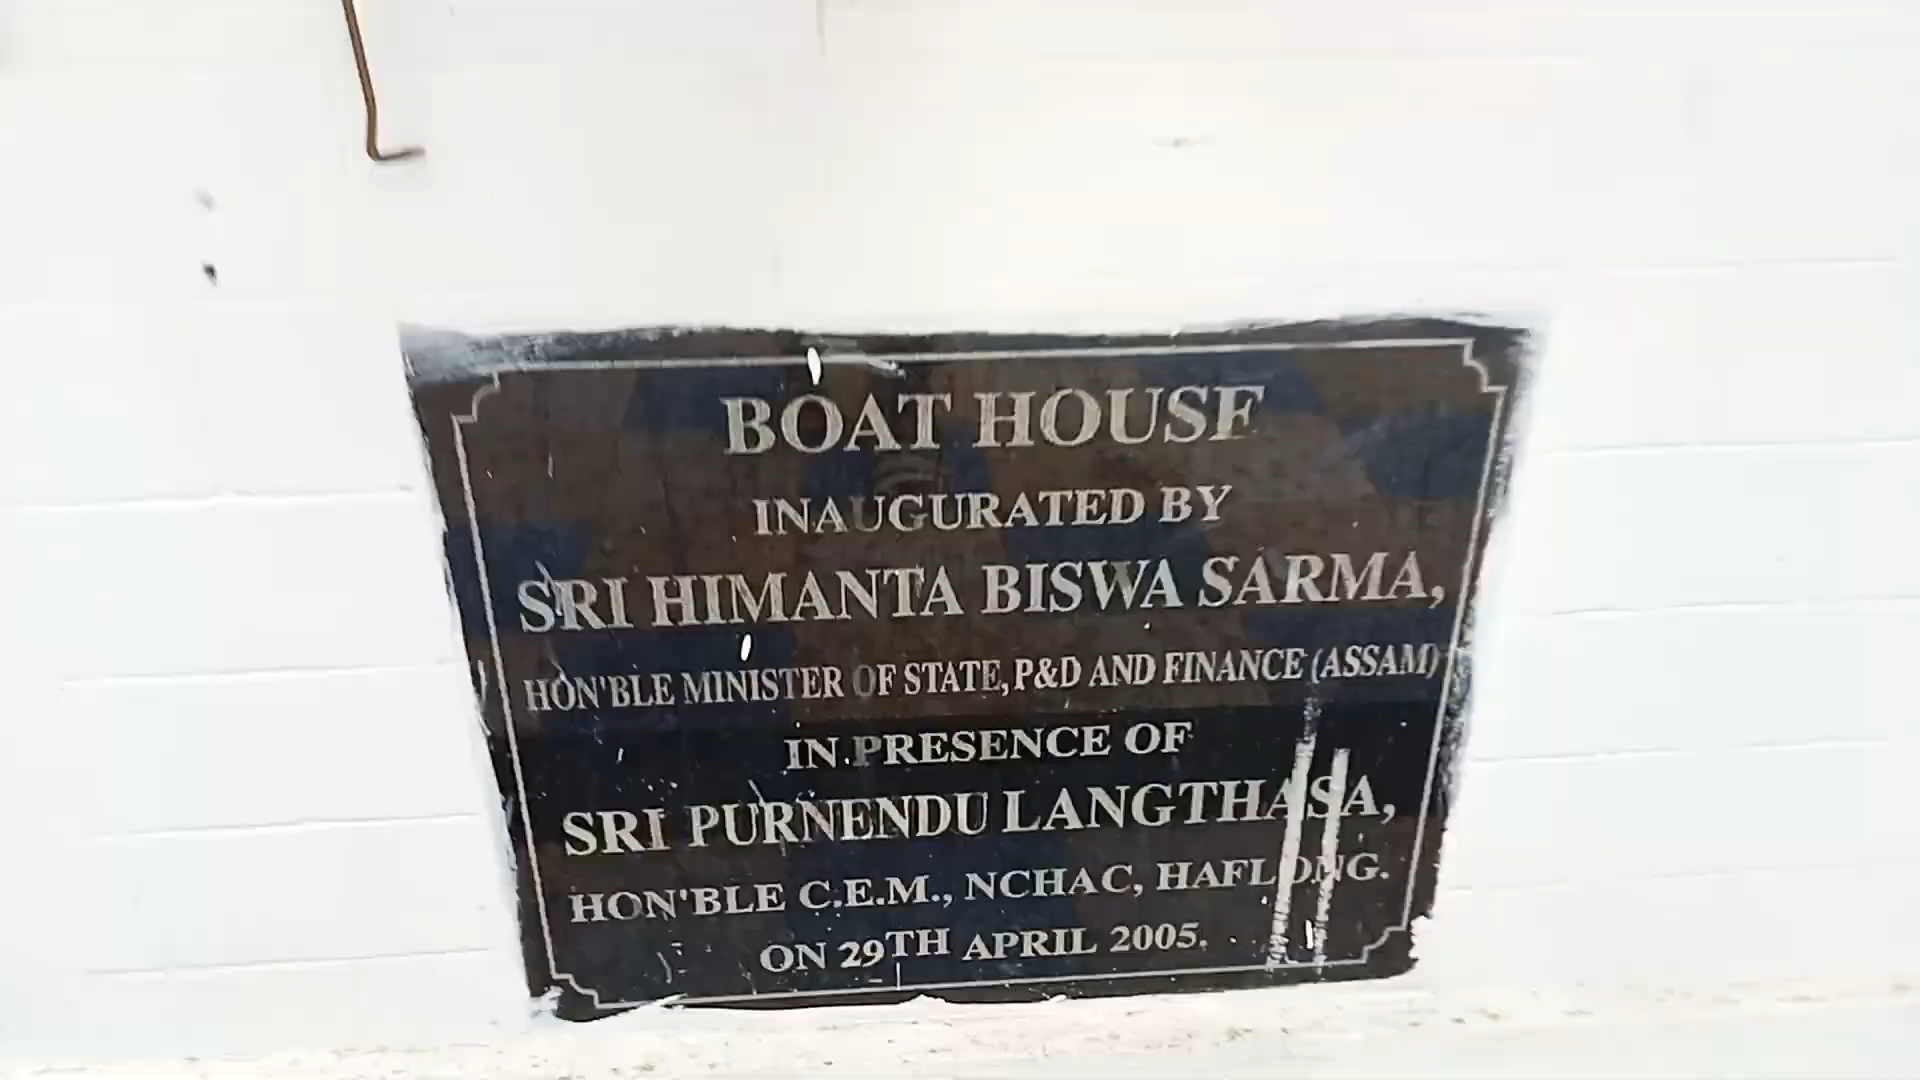 BOAT HOUSE
INAUGURATED BY
SRI HIMANTA BISWA SARMA,
HON'BLE MINISTER OF STATE, P&D AND FINANCE (ASSAM)
IN PRESENCE OF
SRI PURNENDU LANGTHASA,
HON'BLE C.E.M., NCHAC, HAFLONG.
ON 29TH APRIL 2005.